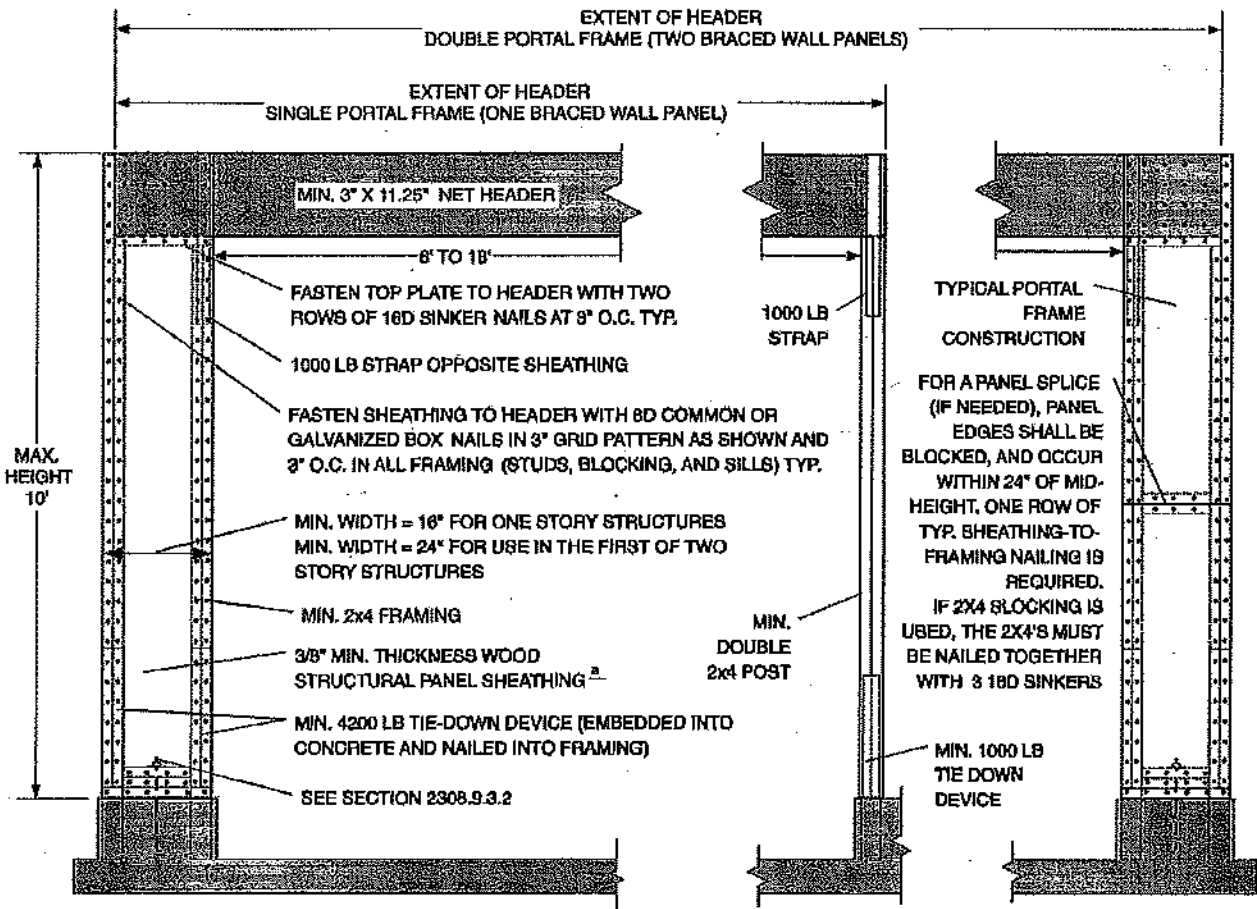 EXTENT OF HEADER
DOUBLE PORTAL FRAME (TWO BRACED WALL PANELS)
EXTENT OF HEADER
SINGLE PORTAL FRAME (ONE BRACED WALL PANEL)
MIN. 3" X 11.25" NET HEADER
6' TO 18'
FASTEN TOP PLATE TO HEADER WITH TWO
ROWS OF 16D SINKER NAILS AT 3" O.C. TYP.
1000 LB STRAP OPPOSITE SHEATHING
FASTEN SHEATHING TO HEADER WITH 8D COMMON OR
GALVANIZED BOX NAILS IN 3" GRID PATTERN AS SHOWN AND
3" O.C. IN ALL FRAMING (STUDS, BLOCKING, AND SILLS) TYP.
MAX.
HEIGHT
10'
MIN. WIDTH = 16" FOR ONE STORY STRUCTURES
MIN. WIDTH = 24" FOR USE IN THE FIRST OF TWO
STORY STRUCTURES
MIN. 2x4 FRAMING
3/8" MIN. THICKNESS WOOD
STRUCTURAL PANEL SHEATHING a
MIN. 4200 LB TIE-DOWN DEVICE (EMBEDDED INTO
CONCRETE AND NAILED INTO FRAMING)
SEE SECTION 2308.9.3.2
1000 LB
STRAP
MIN.
DOUBLE
2x4 POST
MIN. 1000 LB
TIE DOWN
DEVICE
TYPICAL PORTAL
FRAME
CONSTRUCTION
FOR A PANEL SPLICE
(IF NEEDED), PANEL
EDGES SHALL BE
BLOCKED, AND OCCUR
WITHIN 24" OF MID-
HEIGHT. ONE ROW OF
TYP. SHEATHING-TO-
FRAMING NAILING IS
REQUIRED.
IF 2X4 BLOCKING IS
USED, THE 2X4'S MUST
BE NAILED TOGETHER
WITH 3 16D SINKERS